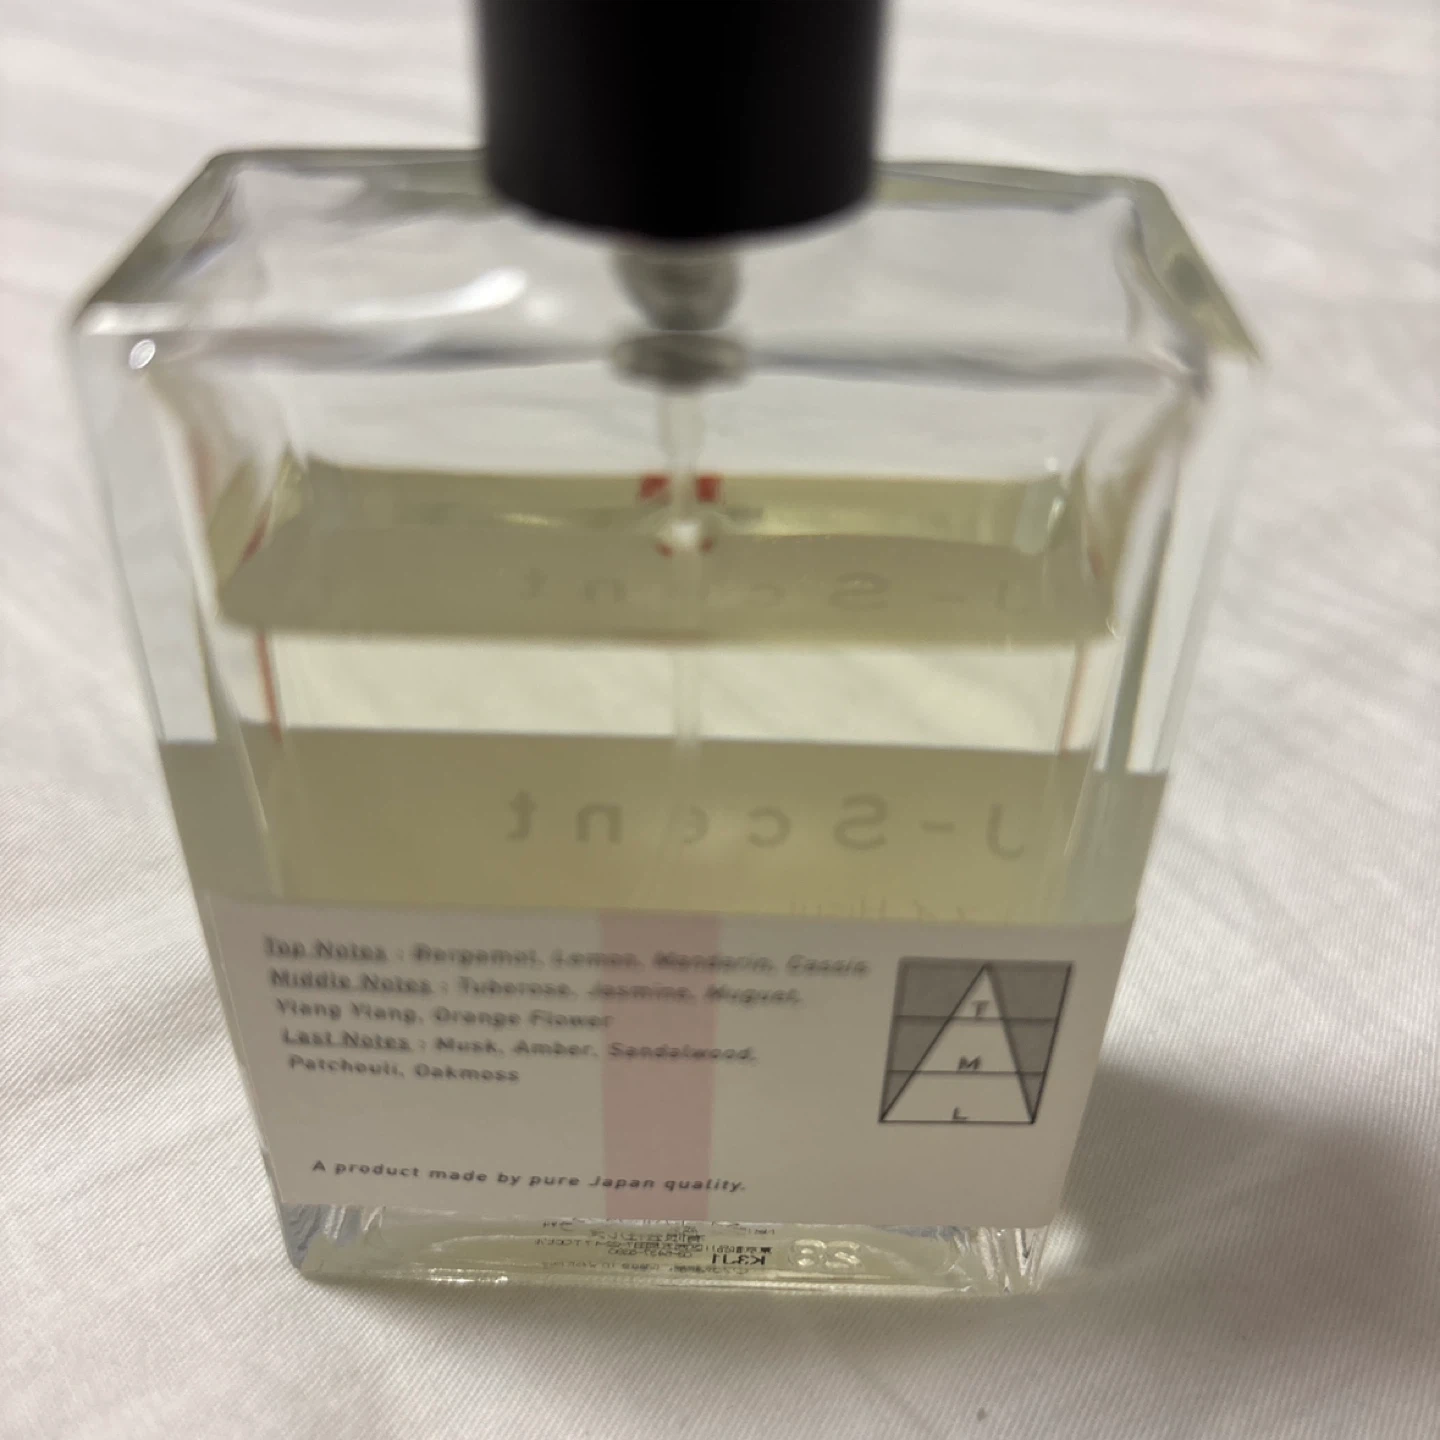 J-Scent
Top Notes : Bergamot, Lemon, Mandarin, Cassis
Middle Notes : Tuberose, Jasmine, Muguet,
Ylang Ylang, Orange Flower
Last Notes : Musk, Amber, Sandalwood,
Patchouli, Oakmoss
T
M
L
A product made by pure Japan quality.